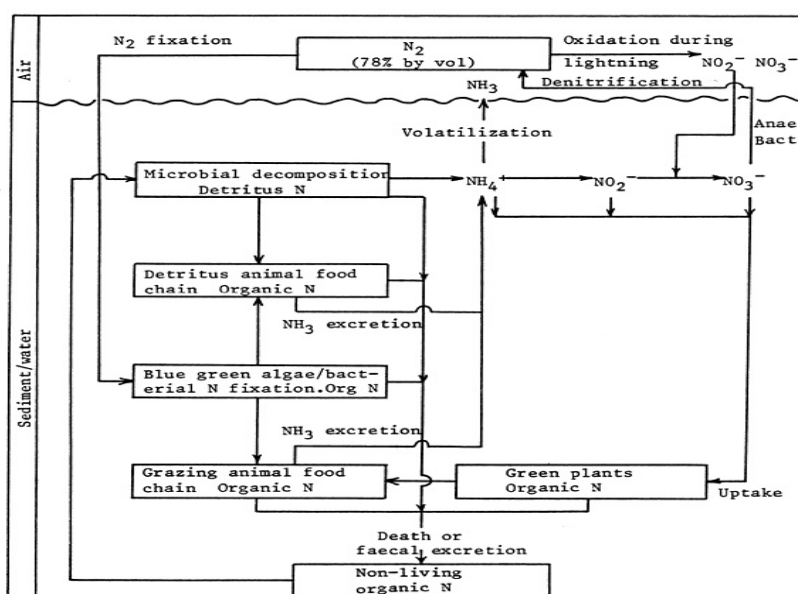 N₂ fixation
N₂
(78% by vol)
Oxidation during
lightning
NO₂⁻ NO₃⁻
Air
NH₃
Denitrification
Volatilization
Anae
Bact
Microbial decomposition
Detritus N
NH₄⁺
NO₂⁻
NO₃⁻
Detritus animal food
chain Organic N
NH₃ excretion
Sediment/water
Blue green algae/bact-
erial N fixation.Org N
NH₃ excretion
Grazing animal food
chain Organic N
Green plants
Organic N
Uptake
Death or
faecal excretion
Non-living
organic N